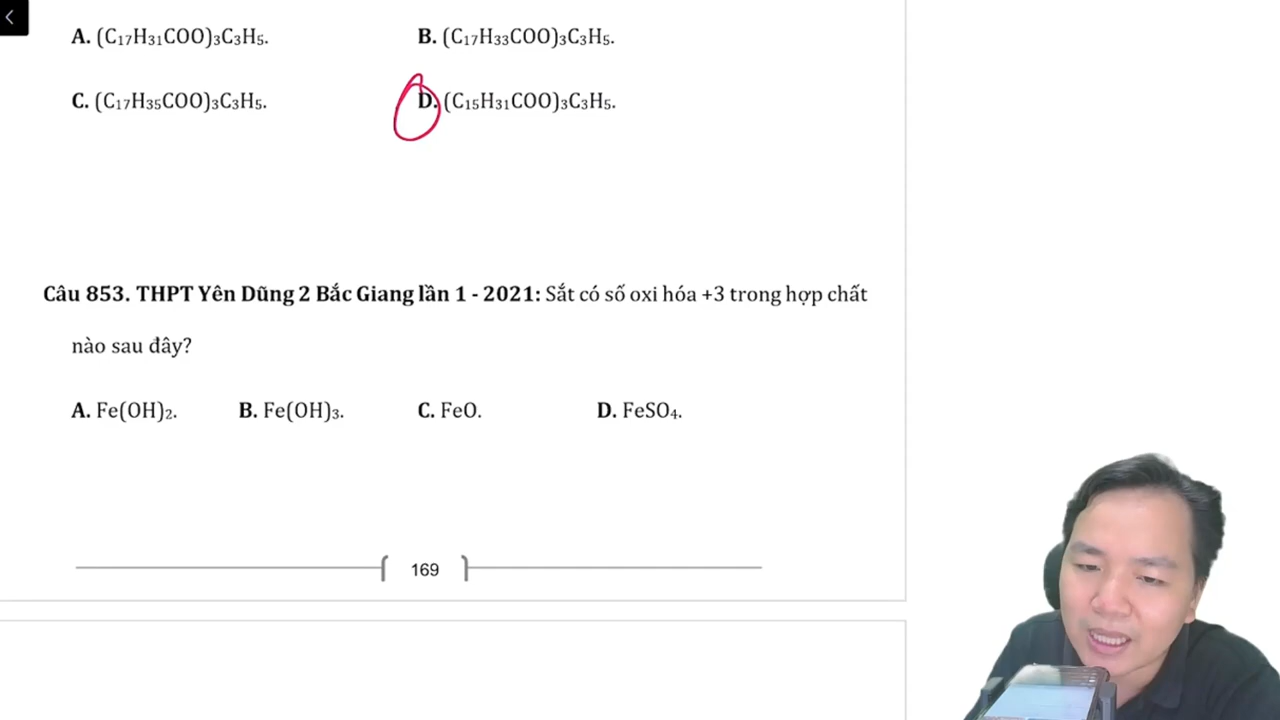 A. (C₁₇H₃₁COO)₃C₃H₅. B. (C₁₇H₃₃COO)₃C₃H₅.
C. (C₁₇H₃₅COO)₃C₃H₅. D. (C₁₅H₃₁COO)₃C₃H₅.
Câu 853. THPT Yên Dũng 2 Bắc Giang lần 1 - 2021: Sắt có số oxi hóa +3 trong hợp chất
nào sau đây?
A. Fe(OH)₂. B. Fe(OH)₃. C. FeO. D. FeSO₄.
169